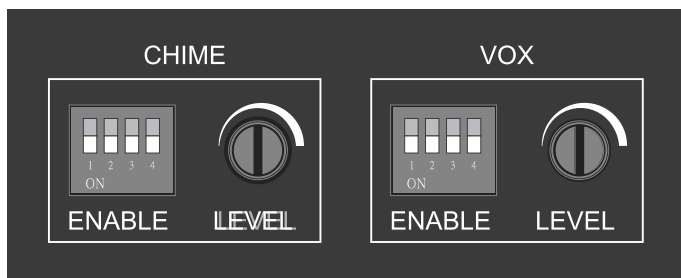 CHIME
1 2 3 4
ON
ENABLE LEVEL
VOX
1 2 3 4
ON
ENABLE LEVEL